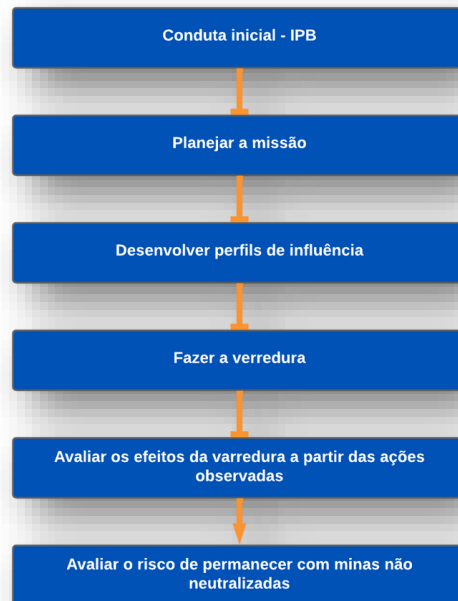 Conduta inicial - IPB
Planejar a missão
Desenvolver perfils de influência
Fazer a verredura
Avaliar os efeitos da varredura a partir das ações
observadas
Avaliar o risco de permanecer com minas não
neutralizadas